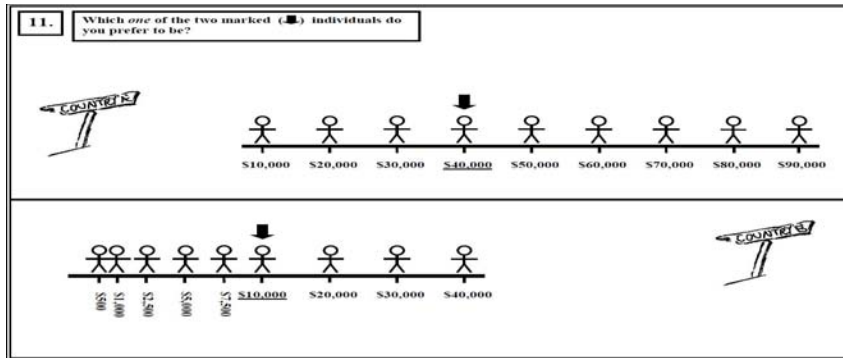 11.
Which one of the two marked ( ) individuals do
you prefer to be?
COUNTRY A
$10,000 $20,000 $30,000 $40,000 $50,000 $60,000 $70,000 $80,000 $90,000
COUNTRY B
$500 $1,000 $2,500 $5,000 $7,500 $10,000 $20,000 $30,000 $40,000